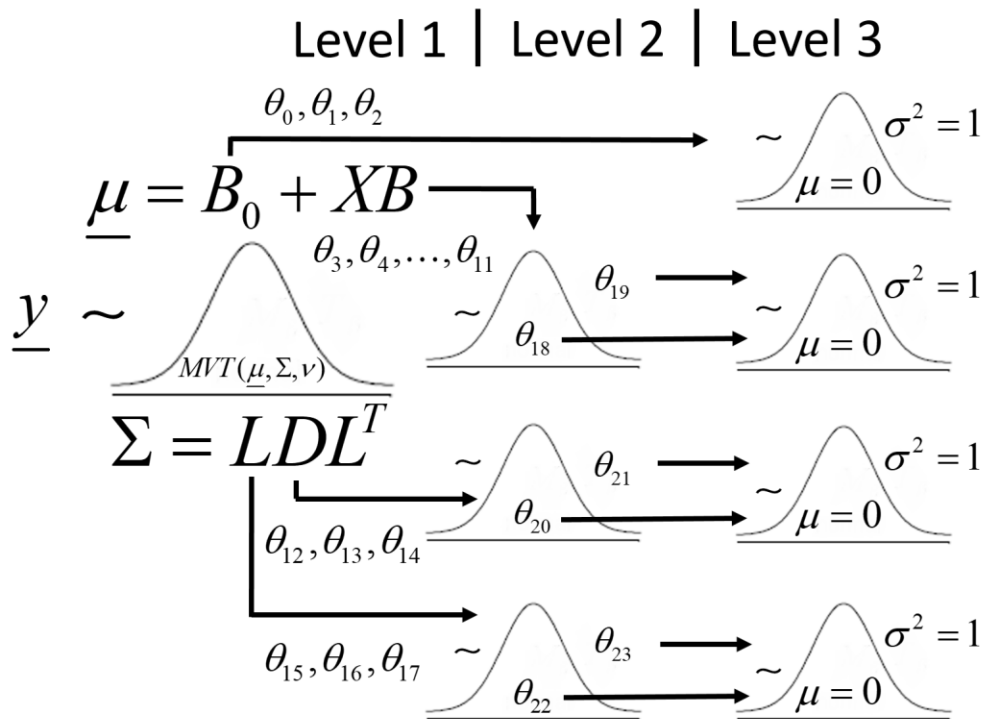 Level 1 | Level 2 | Level 3
θ₀, θ₁, θ₂
~ σ² = 1
μ = 0
μ = B₀ + XB
θ₃, θ₄, …, θ₁₁
y ~
MVT(μ, Σ, ν)
~ θ₁₉
θ₁₈
~ σ² = 1
μ = 0
Σ = LDLᵀ
~ θ₂₁
θ₂₀
~ σ² = 1
μ = 0
θ₁₂, θ₁₃, θ₁₄
θ₁₅, θ₁₆, θ₁₇
~ θ₂₃
θ₂₂
~ σ² = 1
μ = 0